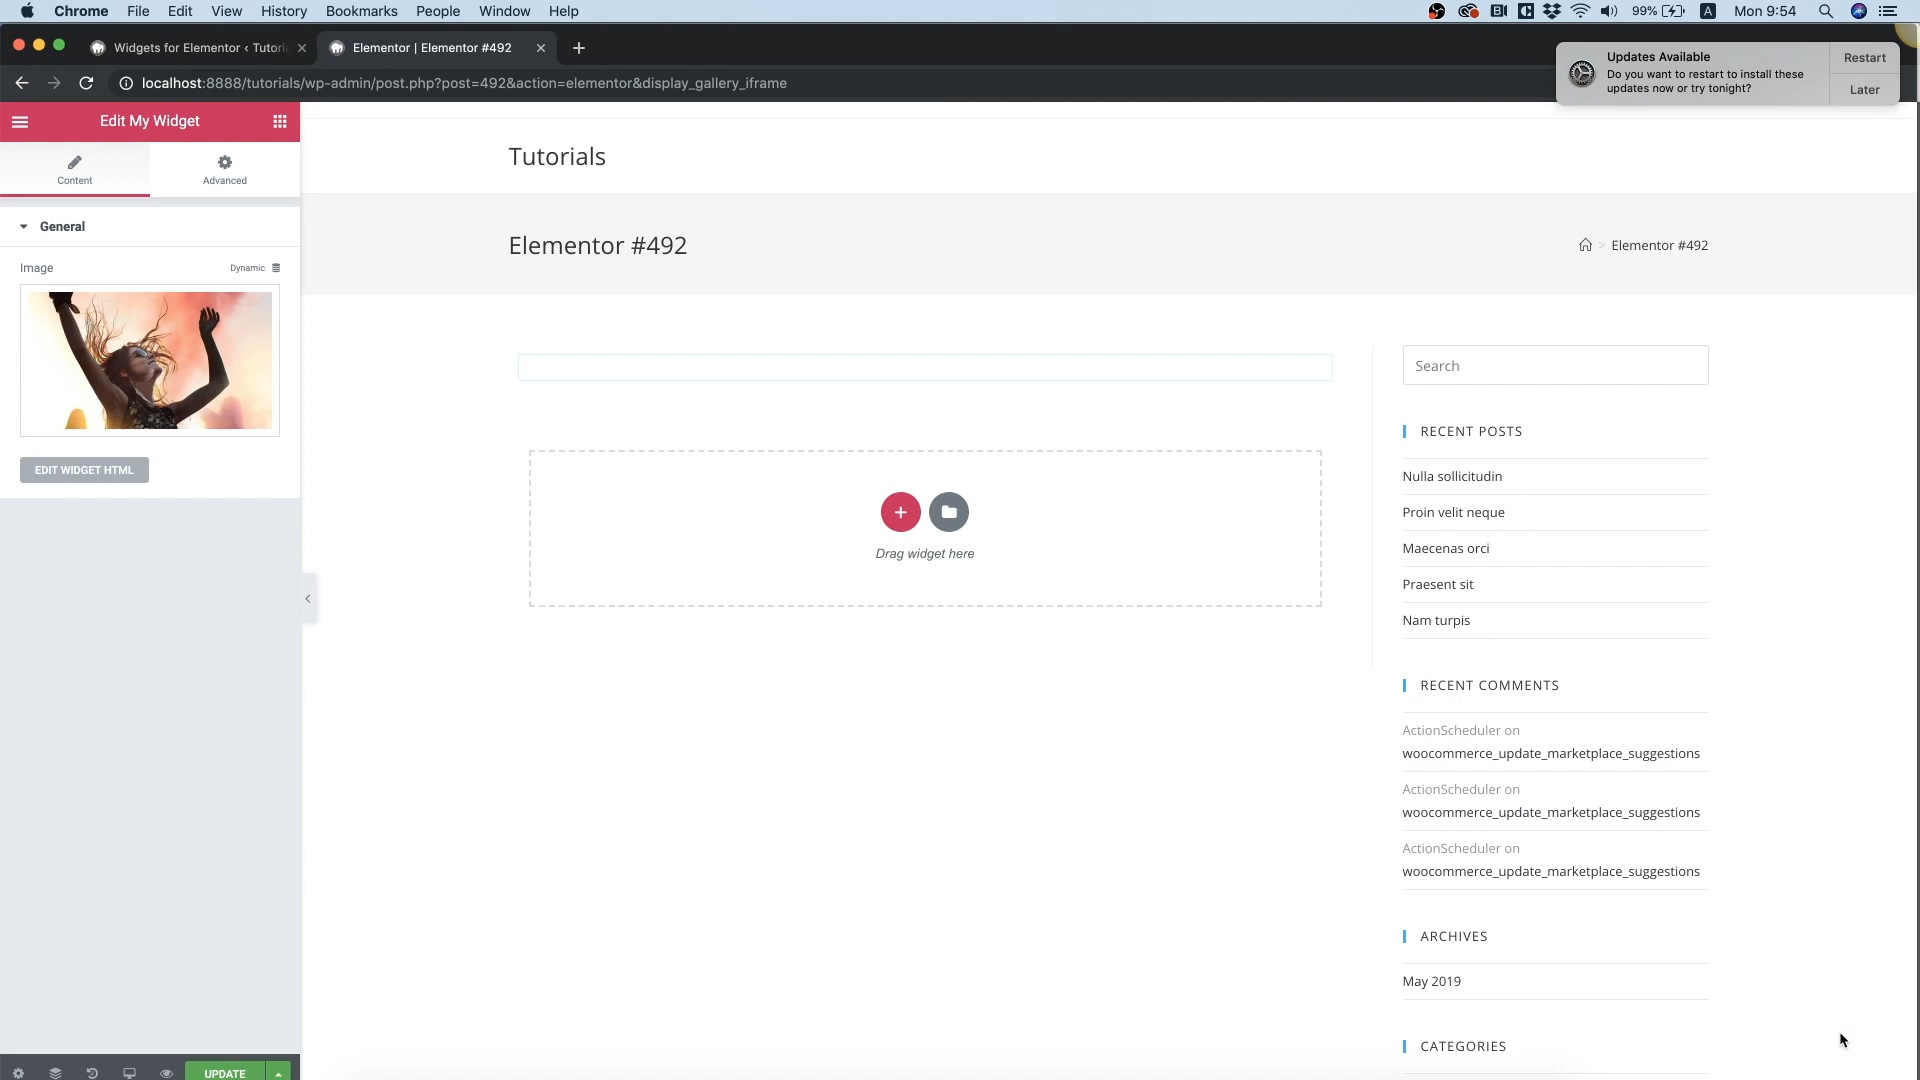 Chrome File Edit View History Bookmarks People Window Help
99% A Mon 9:54
Widgets for Elementor ‹ Tutori
Elementor | Elementor #492
localhost:8888/tutorials/wp-admin/post.php?post=492&action=elementor&display_gallery_iframe
Updates Available
Do you want to restart to install these
updates now or try tonight?
Restart
Later
Edit My Widget
Content
Advanced
General
Image
Dynamic
EDIT WIDGET HTML
UPDATE
Tutorials
Elementor #492
> Elementor #492
Drag widget here
Search
RECENT POSTS
Nulla sollicitudin
Proin velit neque
Maecenas orci
Praesent sit
Nam turpis
RECENT COMMENTS
ActionScheduler on
woocommerce_update_marketplace_suggestions
ActionScheduler on
woocommerce_update_marketplace_suggestions
ActionScheduler on
woocommerce_update_marketplace_suggestions
ARCHIVES
May 2019
CATEGORIES